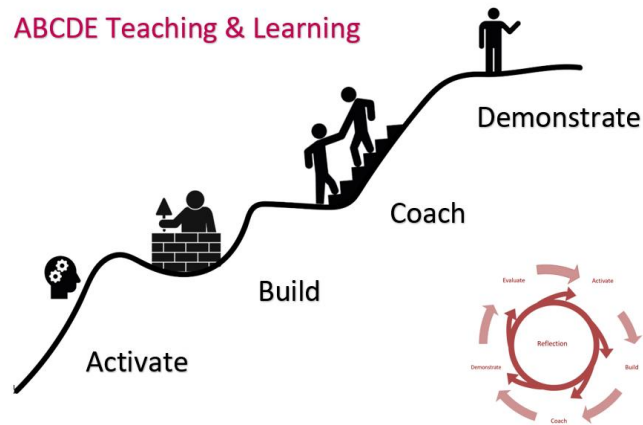 ABCDE Teaching & Learning
Demonstrate
Coach
Build
Activate
Evaluate
Activate
Reflection
Demonstrate
Build
Coach